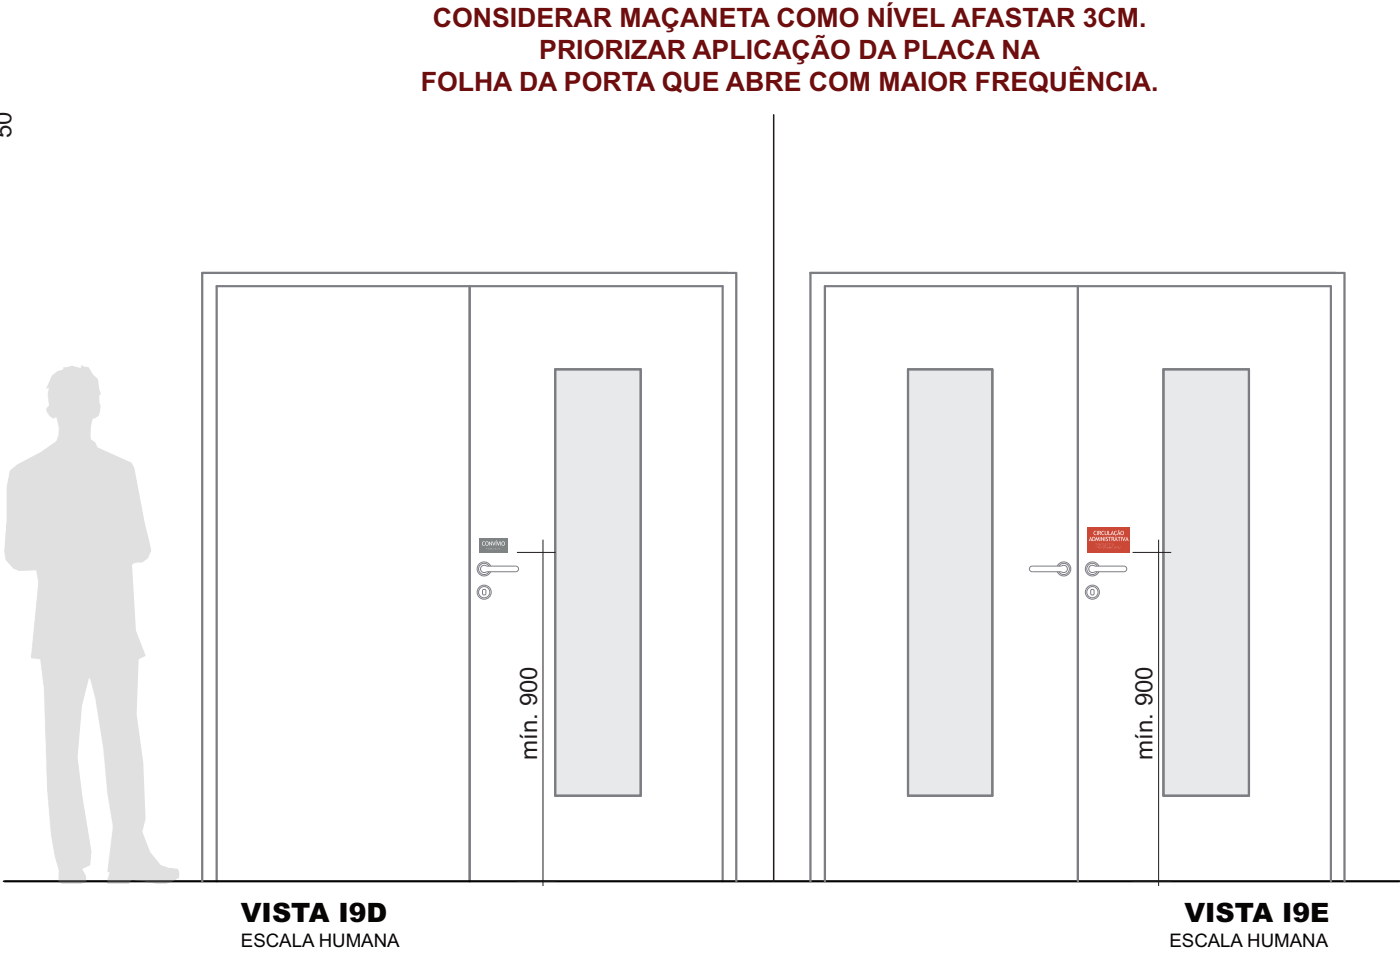 CONSIDERAR MAÇANETA COMO NÍVEL AFASTAR 3CM.
PRIORIZAR APLICAÇÃO DA PLACA NA
FOLHA DA PORTA QUE ABRE COM MAIOR FREQUÊNCIA.
50
CONVÍVIO
mín. 900
CIRCULAÇÃO
ADMINISTRATIVA
mín. 900
VISTA I9D
ESCALA HUMANA
VISTA I9E
ESCALA HUMANA